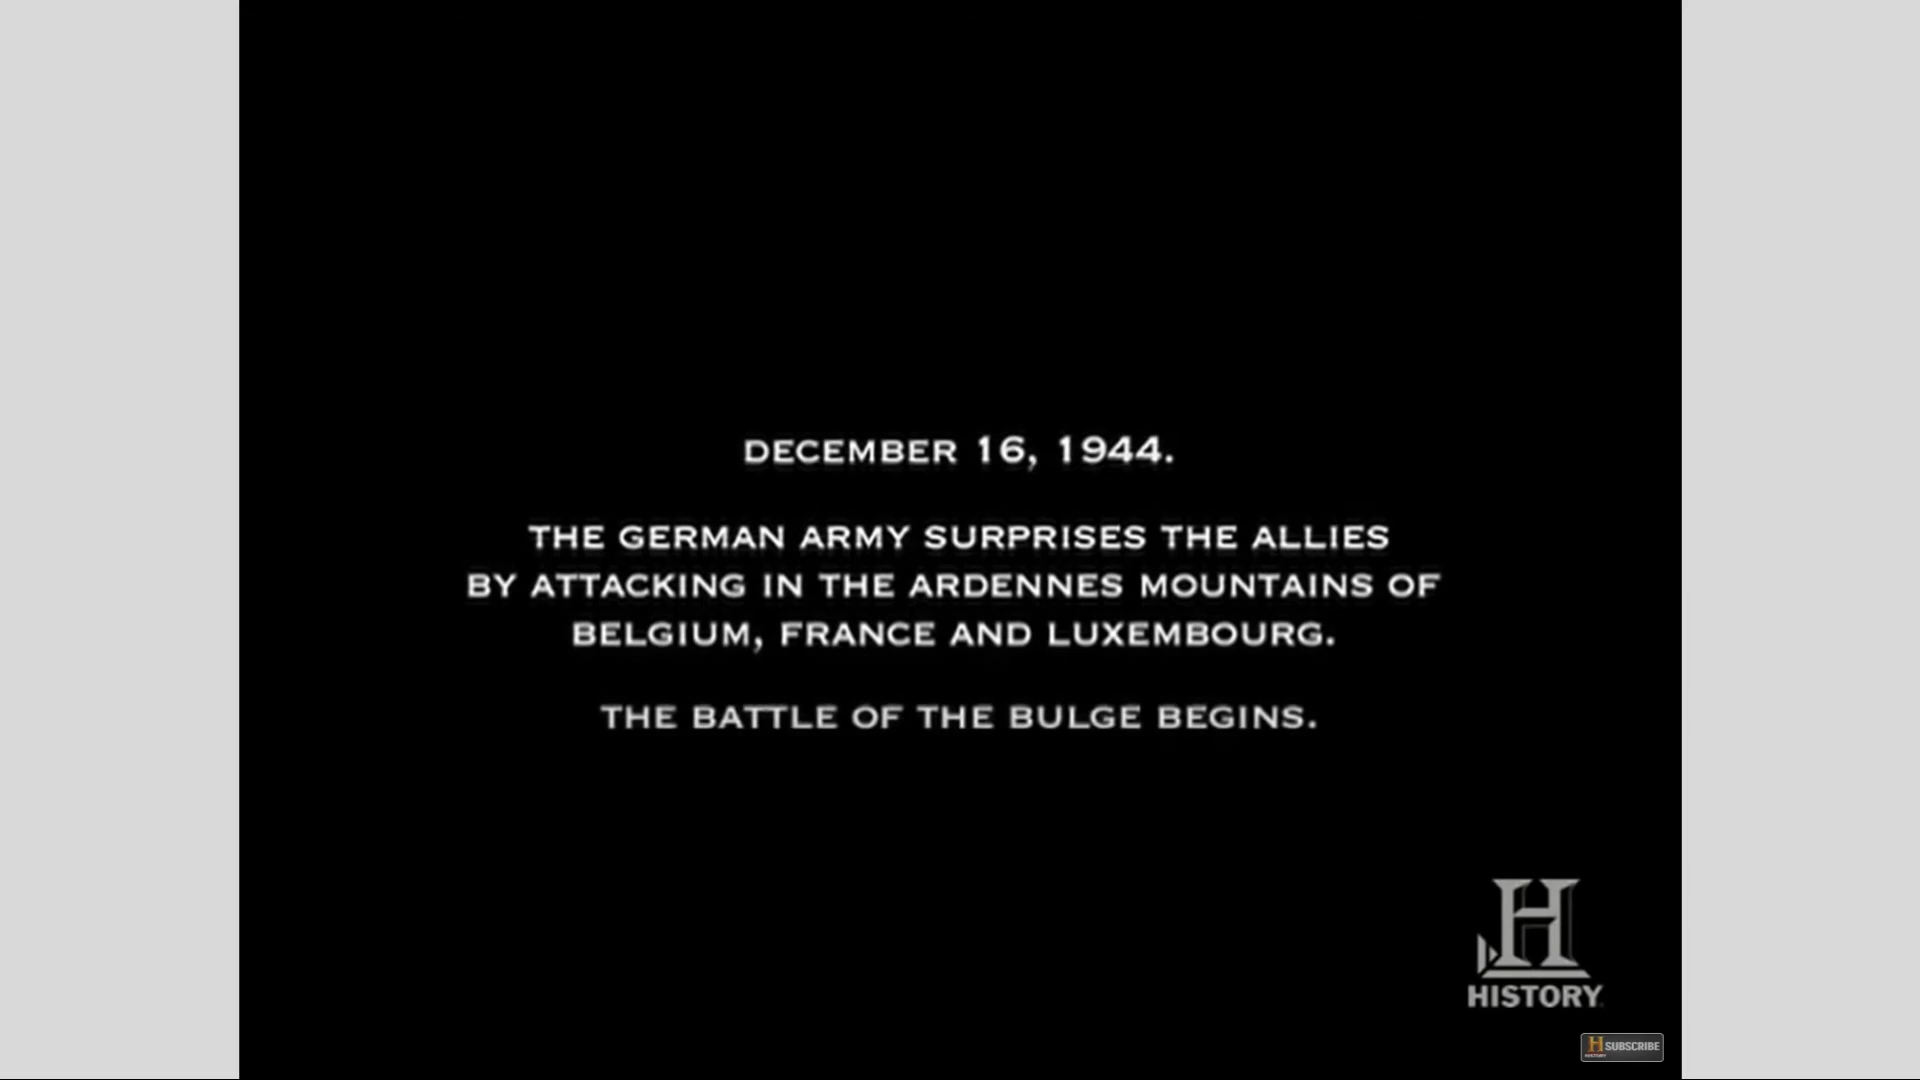 DECEMBER 16, 1944.
THE GERMAN ARMY SURPRISES THE ALLIES
BY ATTACKING IN THE ARDENNES MOUNTAINS OF
BELGIUM, FRANCE AND LUXEMBOURG.
THE BATTLE OF THE BULGE BEGINS.
H
HISTORY
H SUBSCRIBE
HISTORY